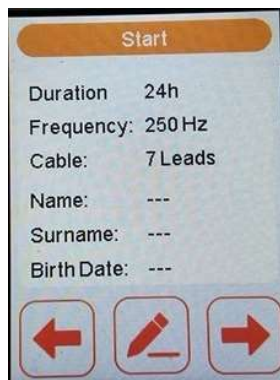 Start
Duration 24h
Frequency: 250 Hz
Cable: 7 Leads
Name: ---
Surname: ---
Birth Date: ---